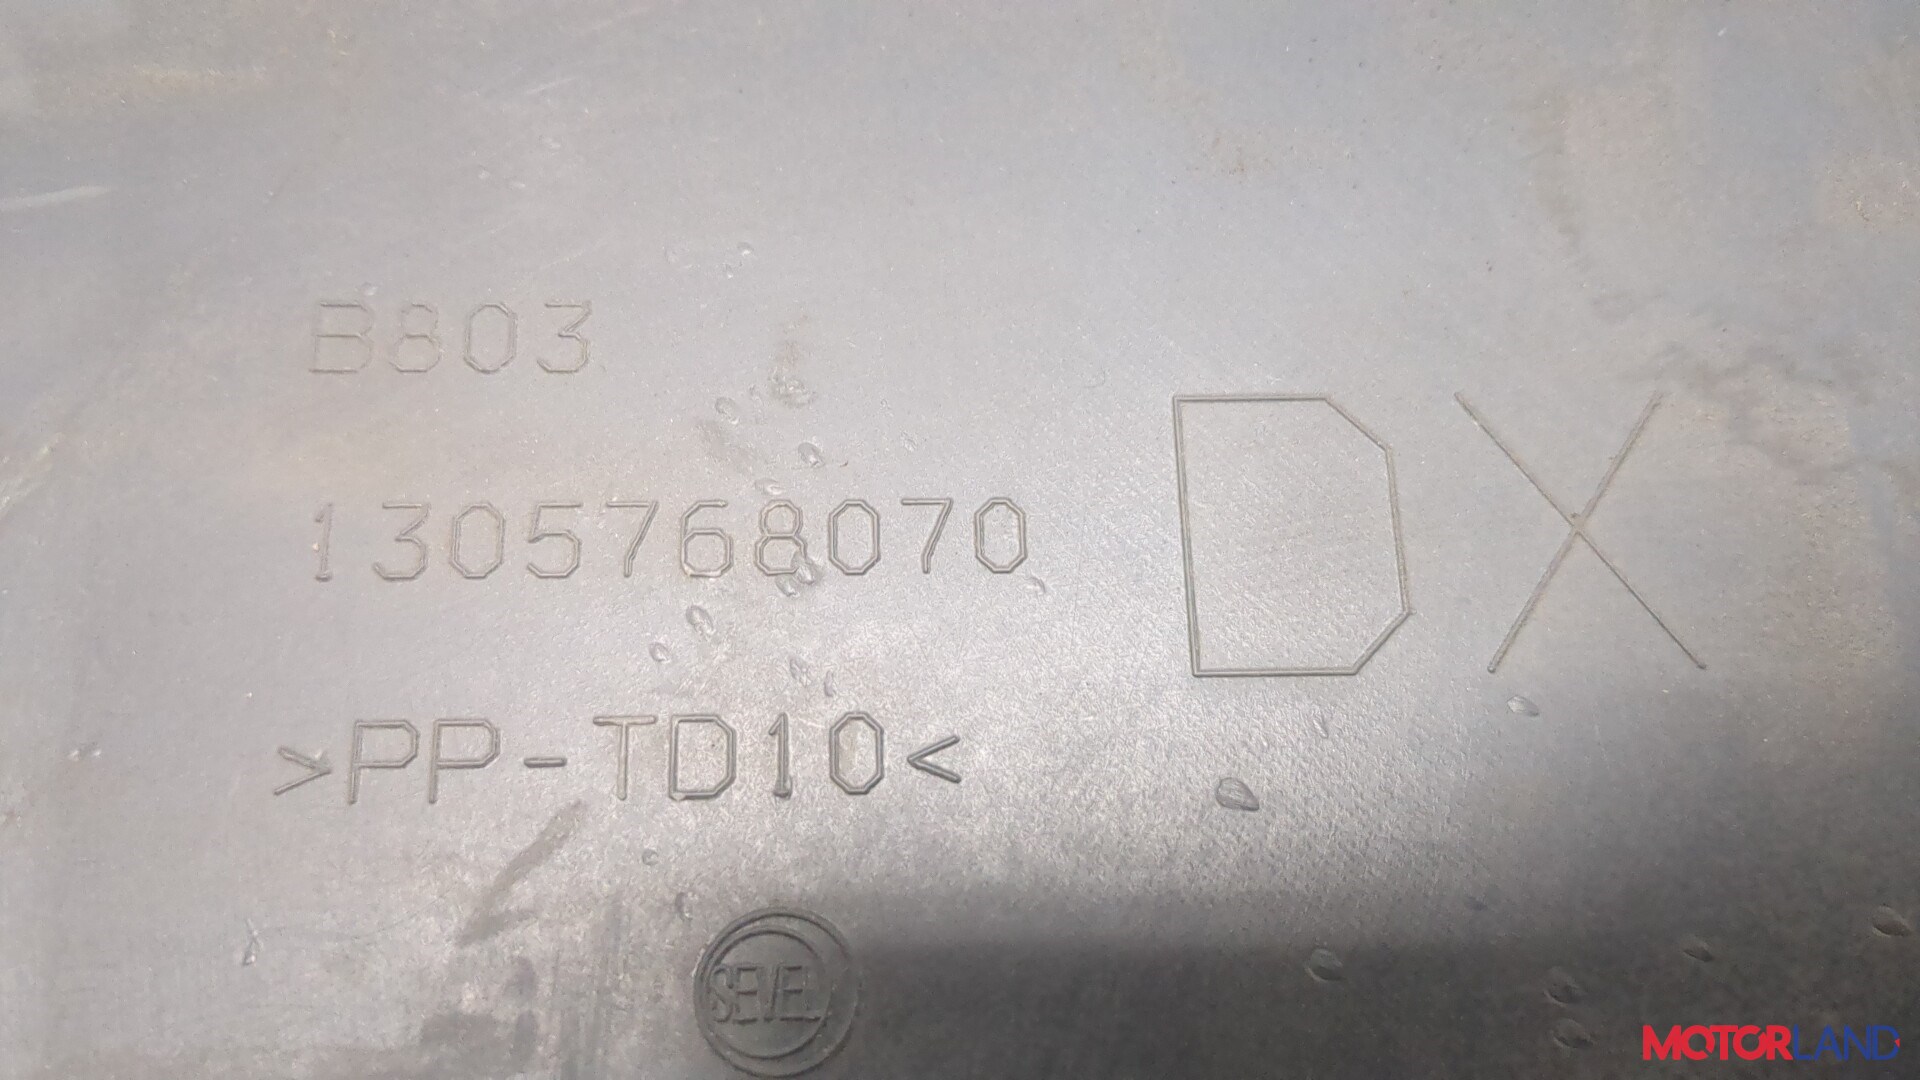 B803
1305768070
DX
>PP-TD10<
SEVEL
MOTORLAND